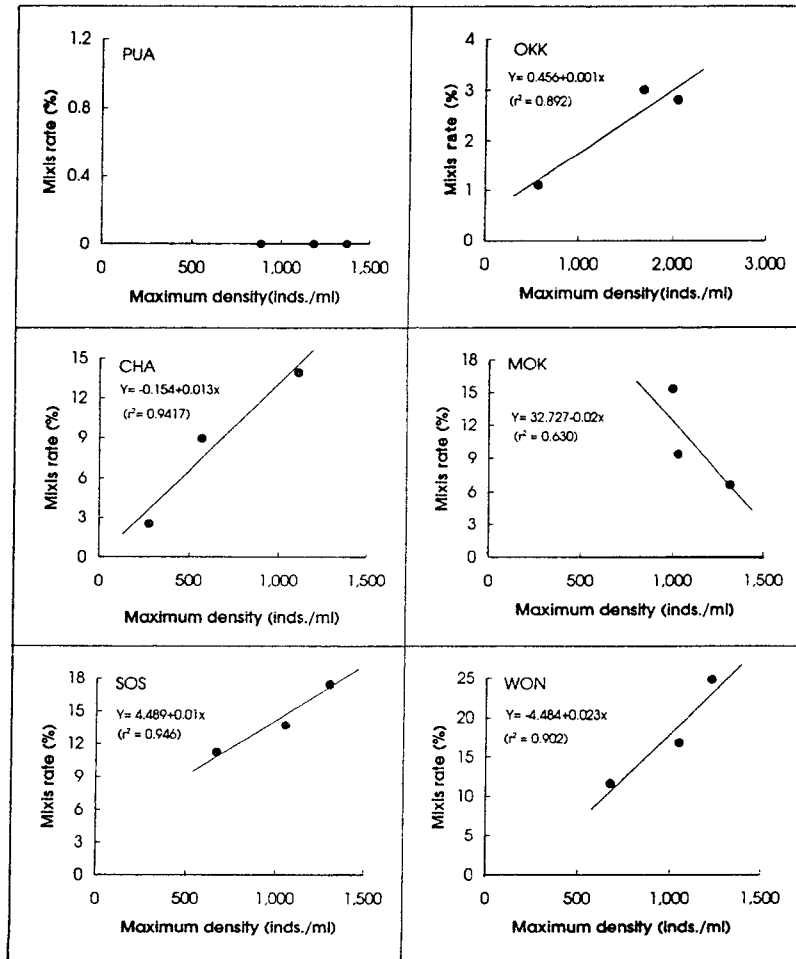 PUA
Mixis rate (%)
1.2
0.8
0.4
0
0 500 1,000 1,500
Maximum density(inds./ml)
OKK
Y= 0.456+0.001x
(r² = 0.892)
Mixis rate (%)
4
3
2
1
0
0 1,000 2,000 3,000
Maximum density(inds./ml)
CHA
Y= -0.154+0.013x
(r²= 0.9417)
Mixis rate (%)
15
12
9
6
3
0
0 500 1,000 1,500
Maximum density (inds./ml)
MOK
Y= 32.727-0.02x
(r² = 0.630)
Mixis rate (%)
18
15
12
9
6
3
0
0 500 1,000 1,500
Maximum density (inds./ml)
SOS
Y= 4.489+0.01x
(r² = 0.946)
Mixis rate (%)
18
15
12
9
6
3
0
0 500 1,000 1,500
Maximum density (inds./ml)
WON
Y= -4.484+0.023x
(r² = 0.902)
Mixis rate (%)
25
20
15
10
5
0
0 500 1,000 1,500
Maximum density (inds./ml)